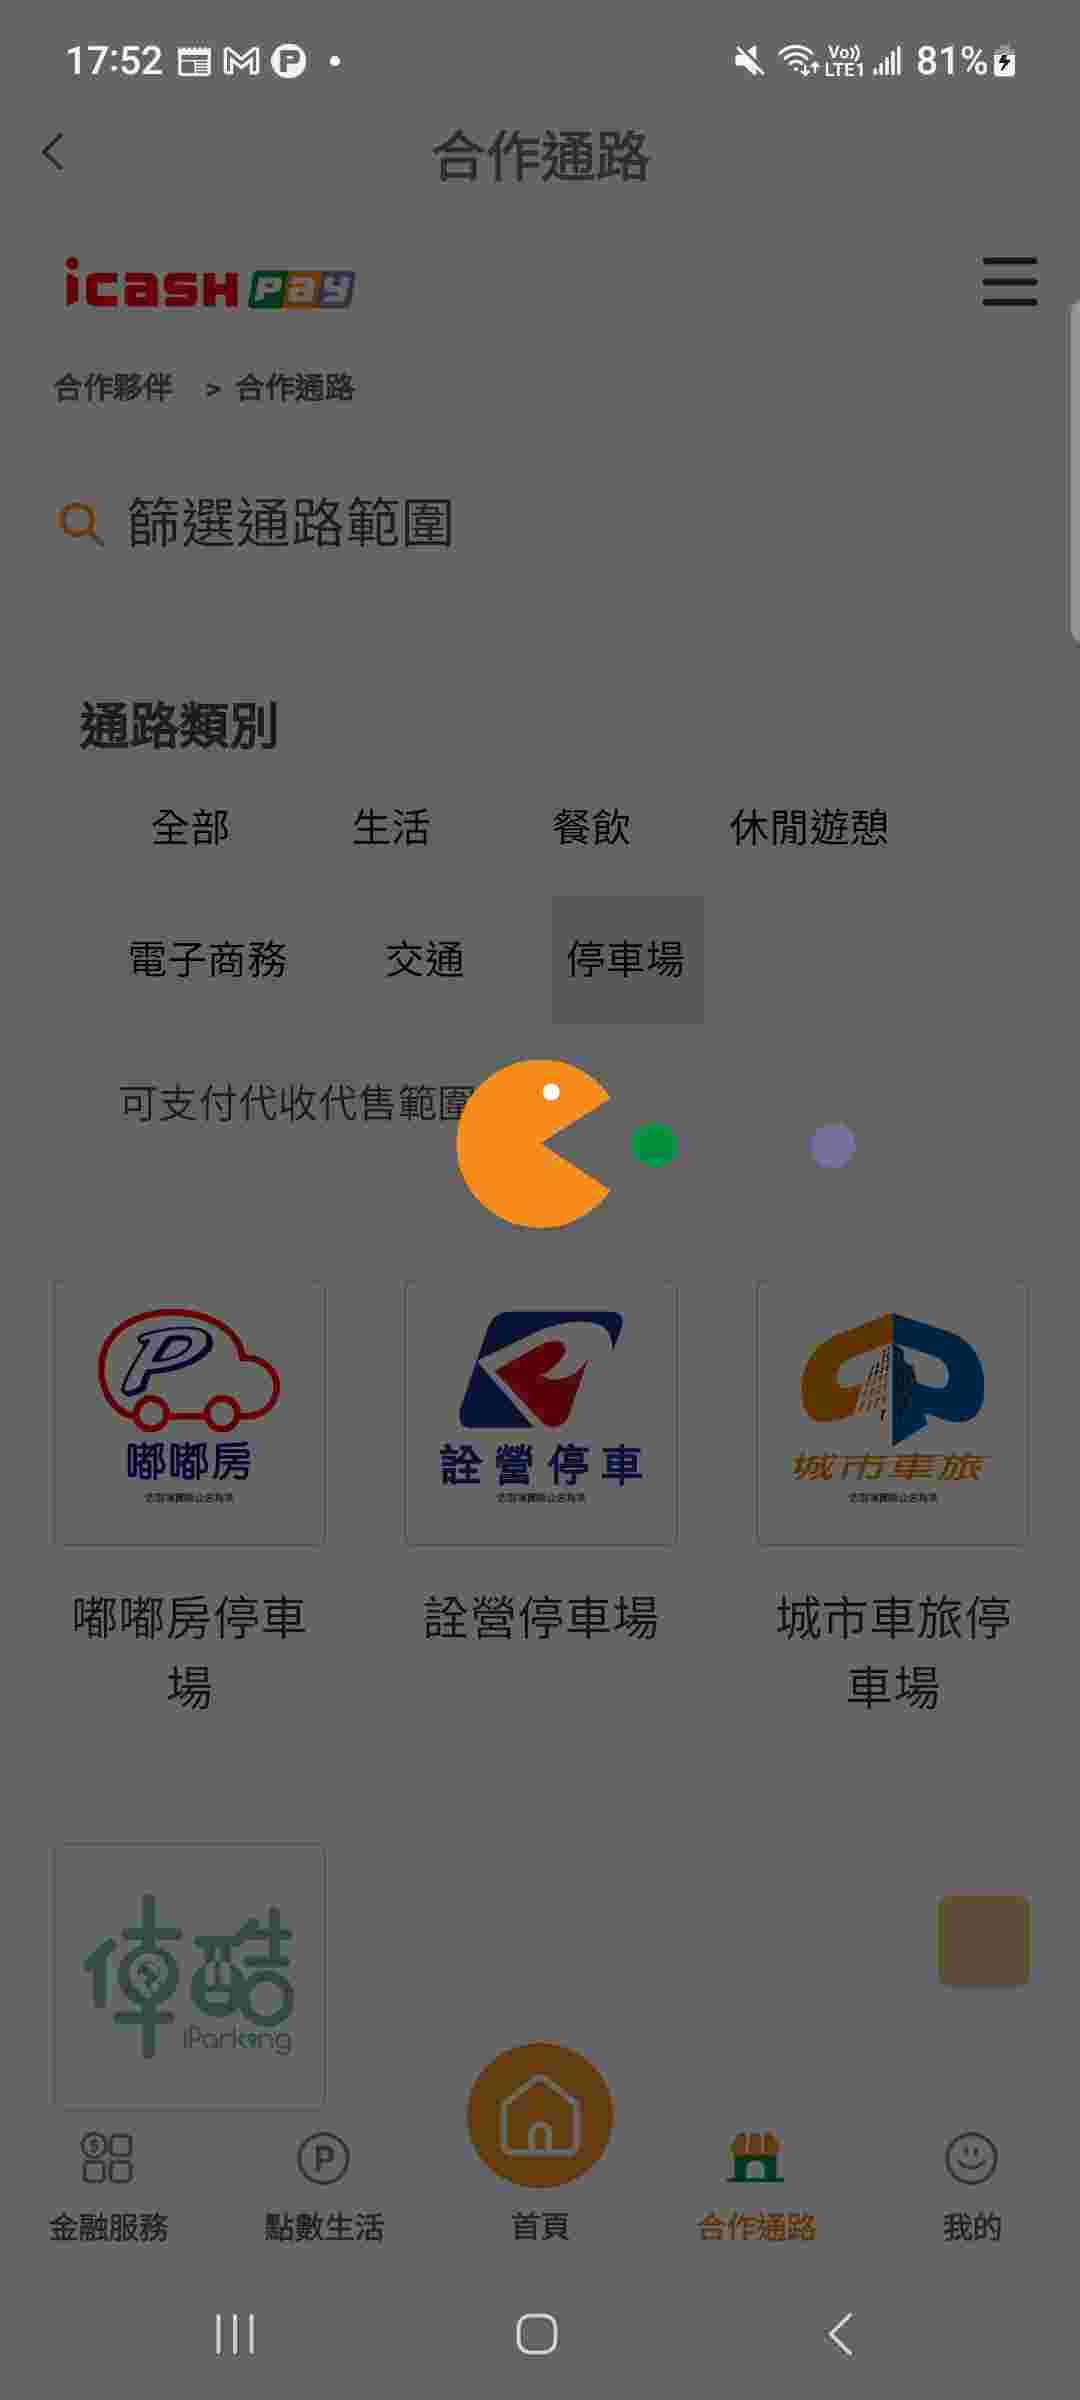 17:52
Vo))
LTE1
81%
合作通路
icash pay
合作夥伴 > 合作通路
篩選通路範圍
通路類別
全部 生活 餐飲 休閒遊憩
電子商務 交通 停車場
可支付代收代售範圍
P
嘟嘟房
詮營停車
城市車旅
嘟嘟房停車
場
詮營停車場
城市車旅停
車場
車酷
iParking
金融服務 點數生活 首頁 合作通路 我的